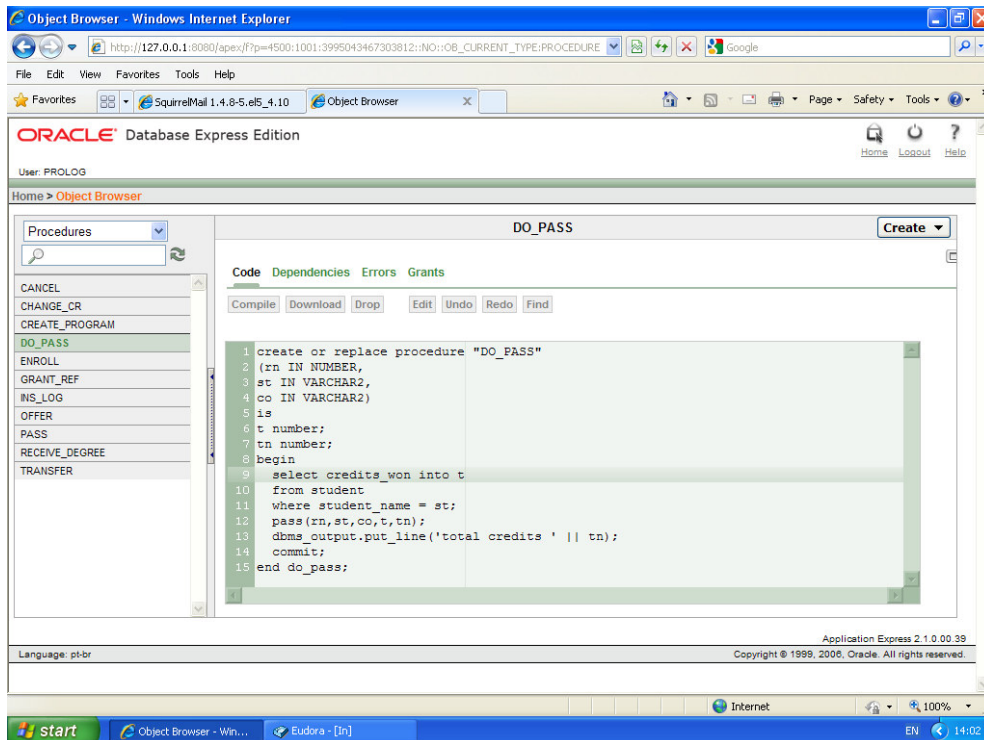 Object Browser - Windows Internet Explorer
http://127.0.0.1:8080/apex/f?p=4500:1001:3995043467303812::NO::OB_CURRENT_TYPE:PROCEDURE
Google
File Edit View Favorites Tools Help
Favorites SquirrelMail 1.4.8-5.el5_4.10 Object Browser Page Safety Tools
ORACLE Database Express Edition
Home Logout Help
User: PROLOG
Home > Object Browser
Procedures
DO_PASS
Create
Code Dependencies Errors Grants
Compile Download Drop Edit Undo Redo Find
CANCEL
CHANGE_CR
CREATE_PROGRAM
DO_PASS
ENROLL
GRANT_REF
INS_LOG
OFFER
PASS
RECEIVE_DEGREE
TRANSFER
1 create or replace procedure "DO_PASS"
2 (rn IN NUMBER,
3 st IN VARCHAR2,
4 co IN VARCHAR2)
5 is
6 t number;
7 tn number;
8 begin
9 select credits_won into t
10 from student
11 where student_name = st;
12 pass(rn,st,co,t,tn);
13 dbms_output.put_line('total credits ' || tn);
14 commit;
15 end do_pass;
Application Express 2.1.0.00.39
Language: pt-br Copyright © 1999, 2006, Oracle. All rights reserved.
Internet 100%
start Object Browser - Win... Eudora - [In] EN 14:02